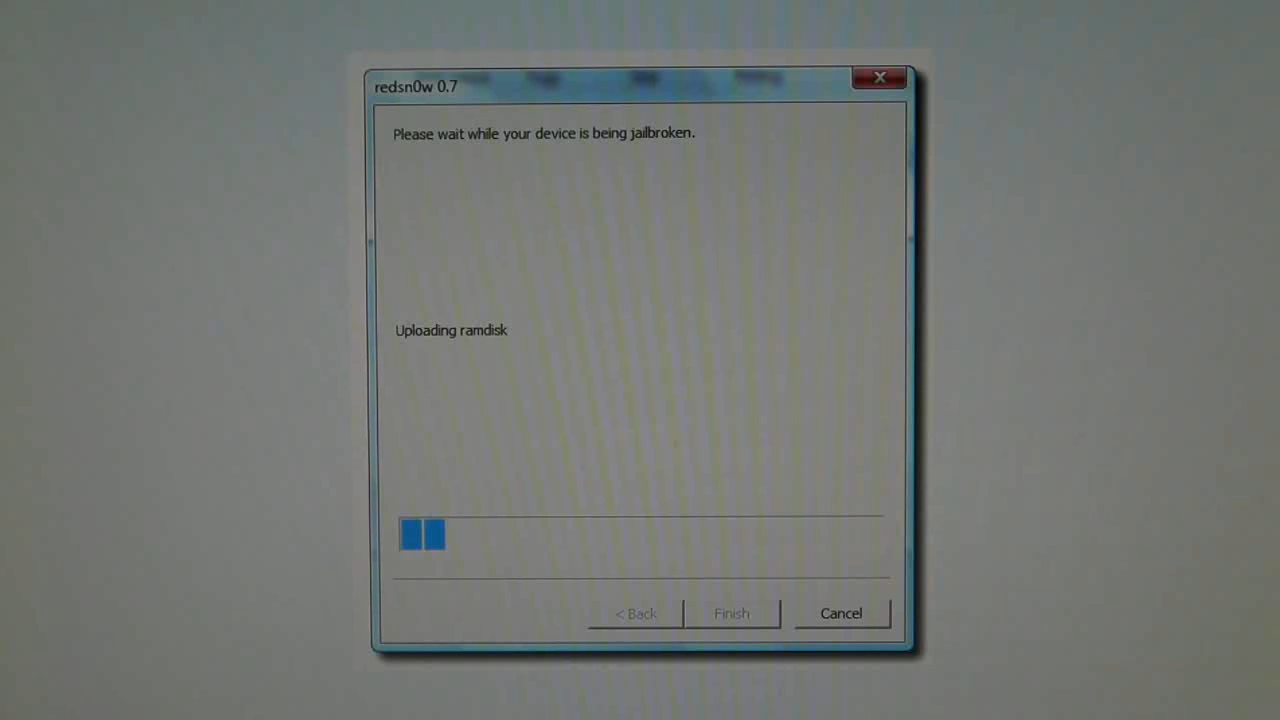 redsn0w 0.7
Please wait while your device is being jailbroken.
Uploading ramdisk
< Back
Finish
Cancel